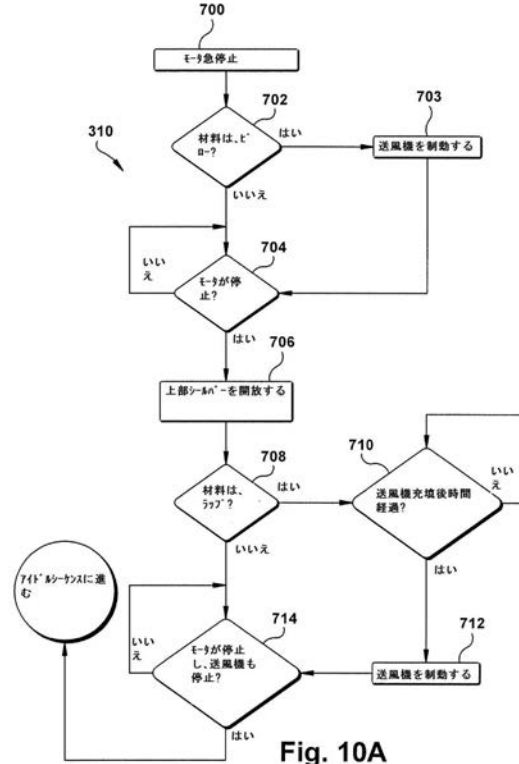 700
モータ急停止
702
材料は、ピ
ロー?
はい
703
送風機を制動する
310
いいえ
704
いい
え
モータが停
止?
はい
706
上部シールバーを開放する
708
材料は、
ラップ?
はい
710
送風機充填後時間
経過?
いい
え
いいえ
はい
アイドルシーケンスに進
む
714
いい
え
モータが停止
し、送風機も
停止?
712
送風機を制動する
はい
Fig. 10A